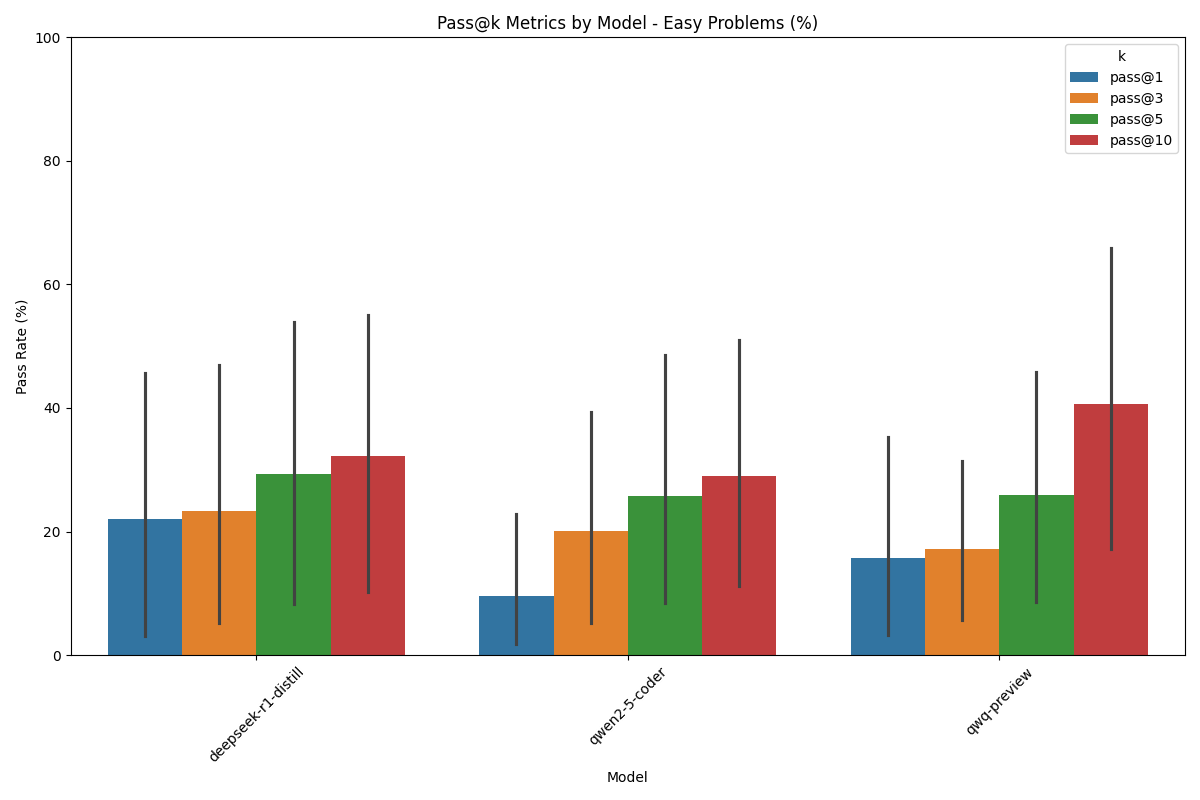 Pass@k Metrics by Model - Easy Problems (%)
k
pass@1
pass@3
pass@5
pass@10
Pass Rate (%)
100
80
60
40
20
0
deepseek-r1-distill
qwen2-5-coder
qwq-preview
Model